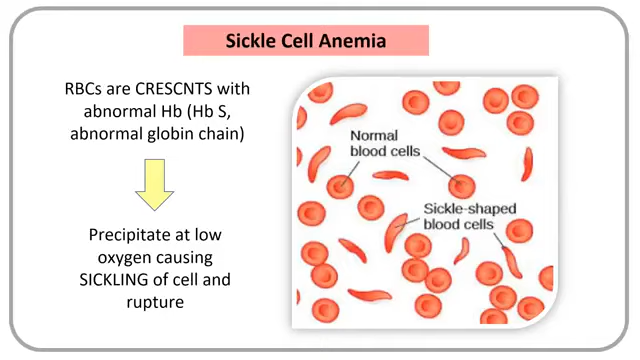 Sickle Cell Anemia
RBCs are CRESCNTS with
abnormal Hb (Hb S,
abnormal globin chain)
Precipitate at low
oxygen causing
SICKLING of cell and
rupture
Normal
blood cells
Sickle-shaped
blood cells